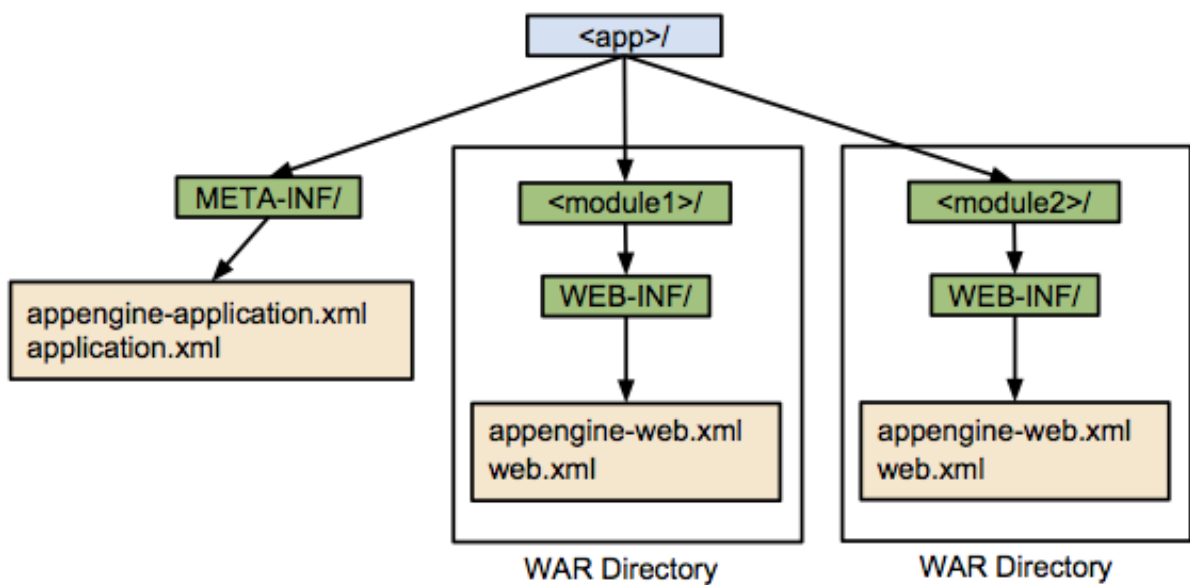 <app>/
META-INF/
<module1>/
<module2>/
WEB-INF/
WEB-INF/
appengine-application.xml
application.xml
appengine-web.xml
web.xml
appengine-web.xml
web.xml
WAR Directory
WAR Directory